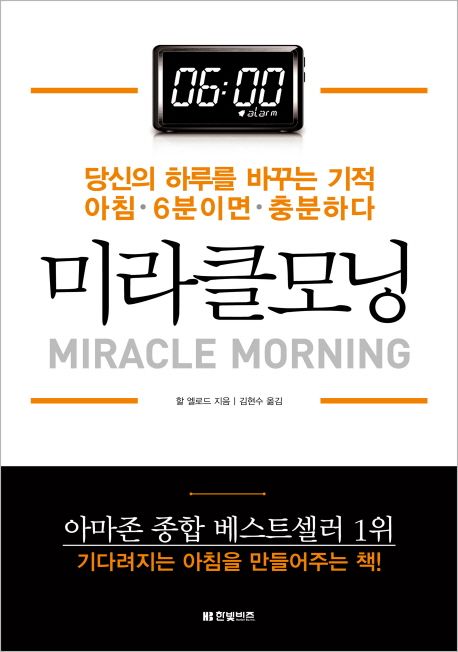 06:00
alarm
당신의 하루를 바꾸는 기적
아침·6분이면·충분하다
미라클모닝
MIRACLE MORNING
할 엘로드 지음 | 김현수 옮김
아마존 종합 베스트셀러 1위
기다려지는 아침을 만들어주는 책!
HB 한빛비즈